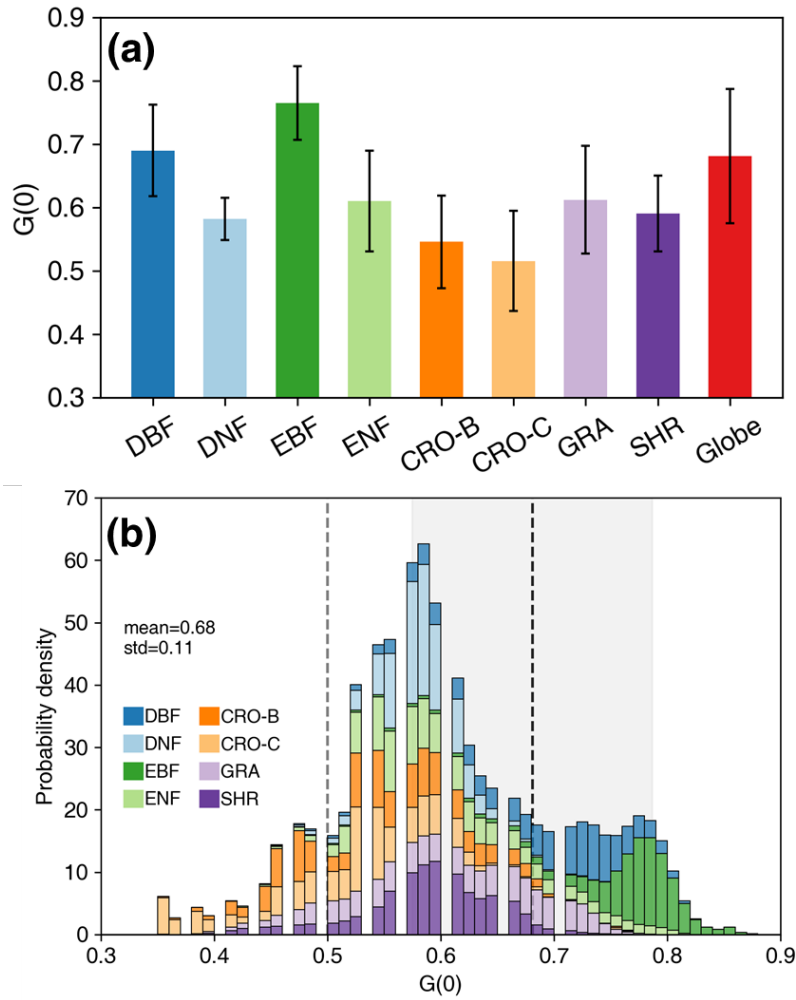 (a)
G(0)
0.9
0.8
0.7
0.6
0.5
0.4
0.3
DBF
DNF
EBF
ENF
CRO-B
CRO-C
GRA
SHR
Globe
(b)
Probability density
70
60
50
40
30
20
10
0
mean=0.68
std=0.11
DBF CRO-B
DNF CRO-C
EBF GRA
ENF SHR
0.3 0.4 0.5 0.6 0.7 0.8 0.9
G(0)